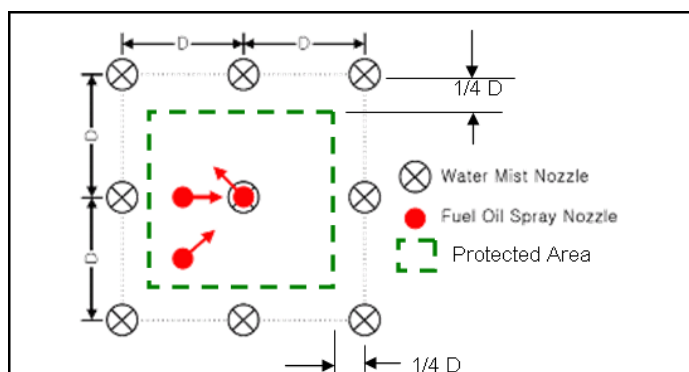 D D
1/4 D
D
Water Mist Nozzle
Fuel Oil Spray Nozzle
D
Protected Area
1/4 D